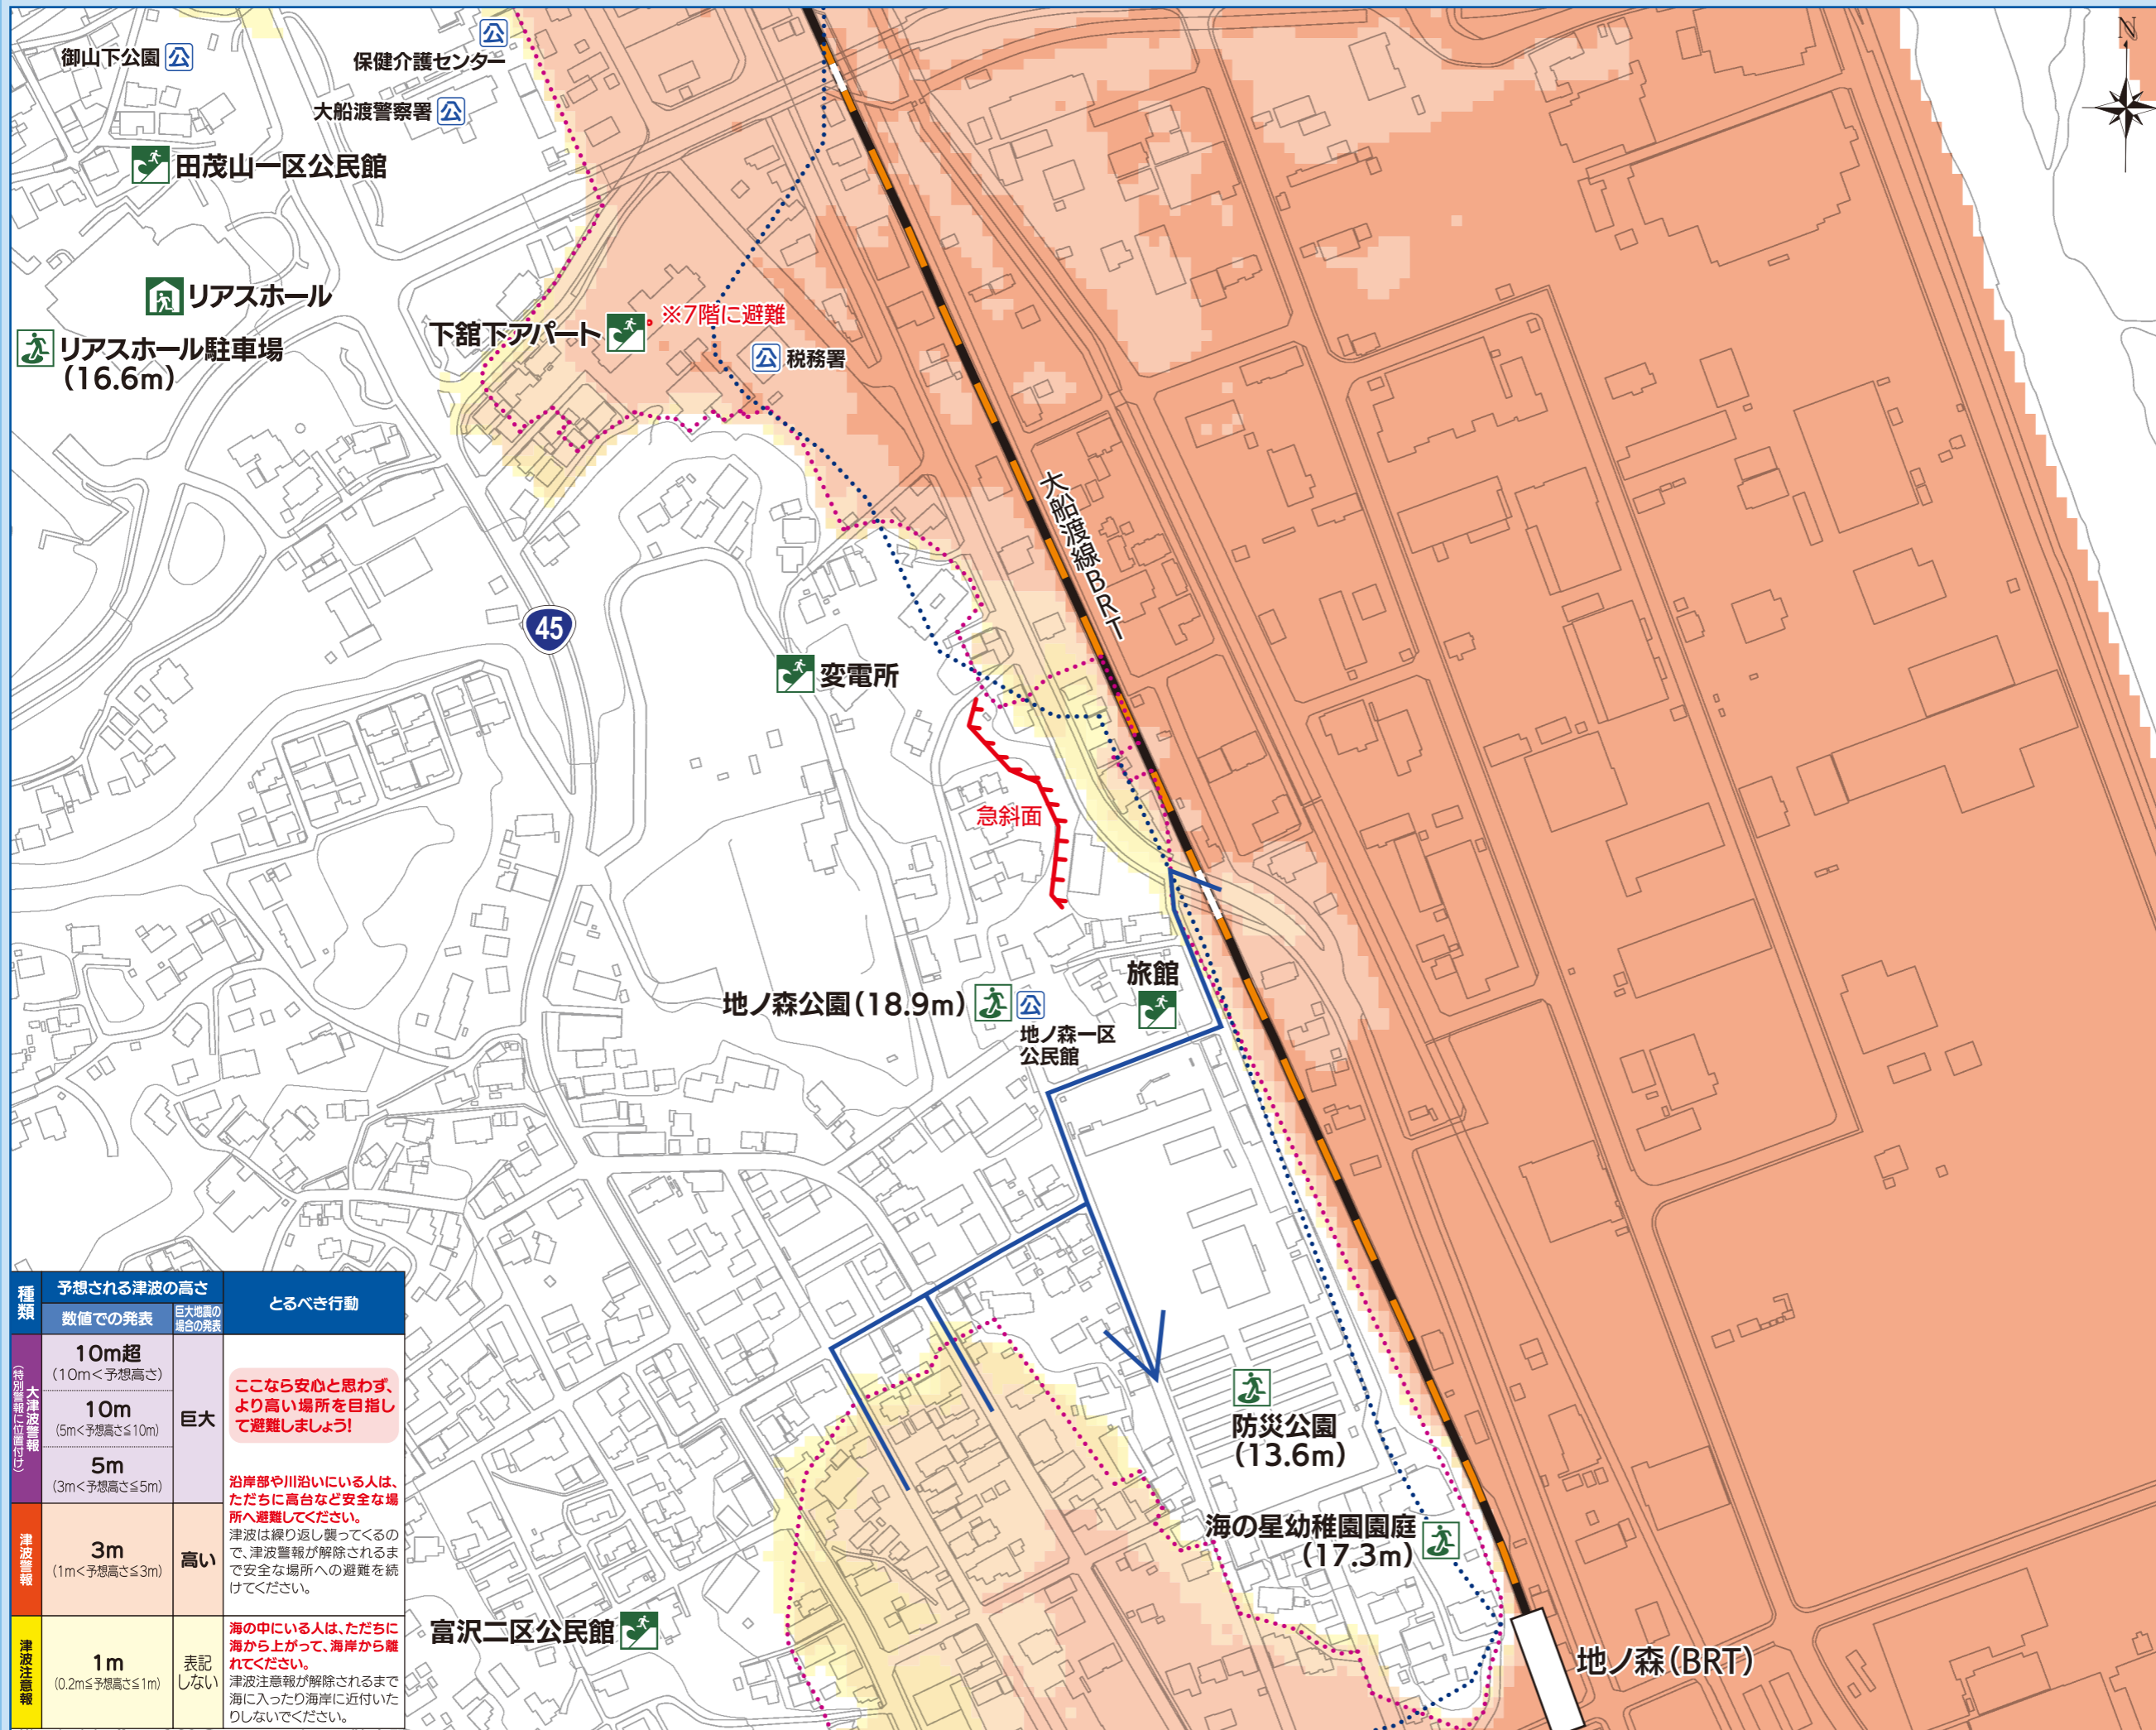 N
公
御山下公園 公
保健介護センター
大船渡警察署 公
田茂山一区公民館
リアスホール
リアスホール駐車場
(16.6m)
下舘下アパート
※7階に避難
公 税務署
大船渡線BRT
45
変電所
急斜面
旅館
地ノ森公園(18.9m) 公
地ノ森一区
公民館
防災公園
(13.6m)
海の星幼稚園園庭
(17.3m)
富沢二区公民館
地ノ森(BRT)
種類
予想される津波の高さ
とるべき行動
数値での発表
巨大地震の
場合の発表
大津波警報
(特別警報に位置付け)
10m超
(10m<予想高さ)
10m
(5m<予想高さ≦10m)
5m
(3m<予想高さ≦5m)
巨大
ここなら安心と思わず、
より高い場所を目指し
て避難しましょう!
沿岸部や川沿いにいる人は、
ただちに高台など安全な場
所へ避難してください。
津波は繰り返し襲ってくるの
で、津波警報が解除されるま
で安全な場所への避難を続
けてください。
津波警報
3m
(1m<予想高さ≦3m)
高い
津波注意報
1m
(0.2m≦予想高さ≦1m)
表記
しない
海の中にいる人は、ただちに
海から上がって、海岸から離
れてください。
津波注意報が解除されるまで
海に入ったり海岸に近付いた
りしないでください。